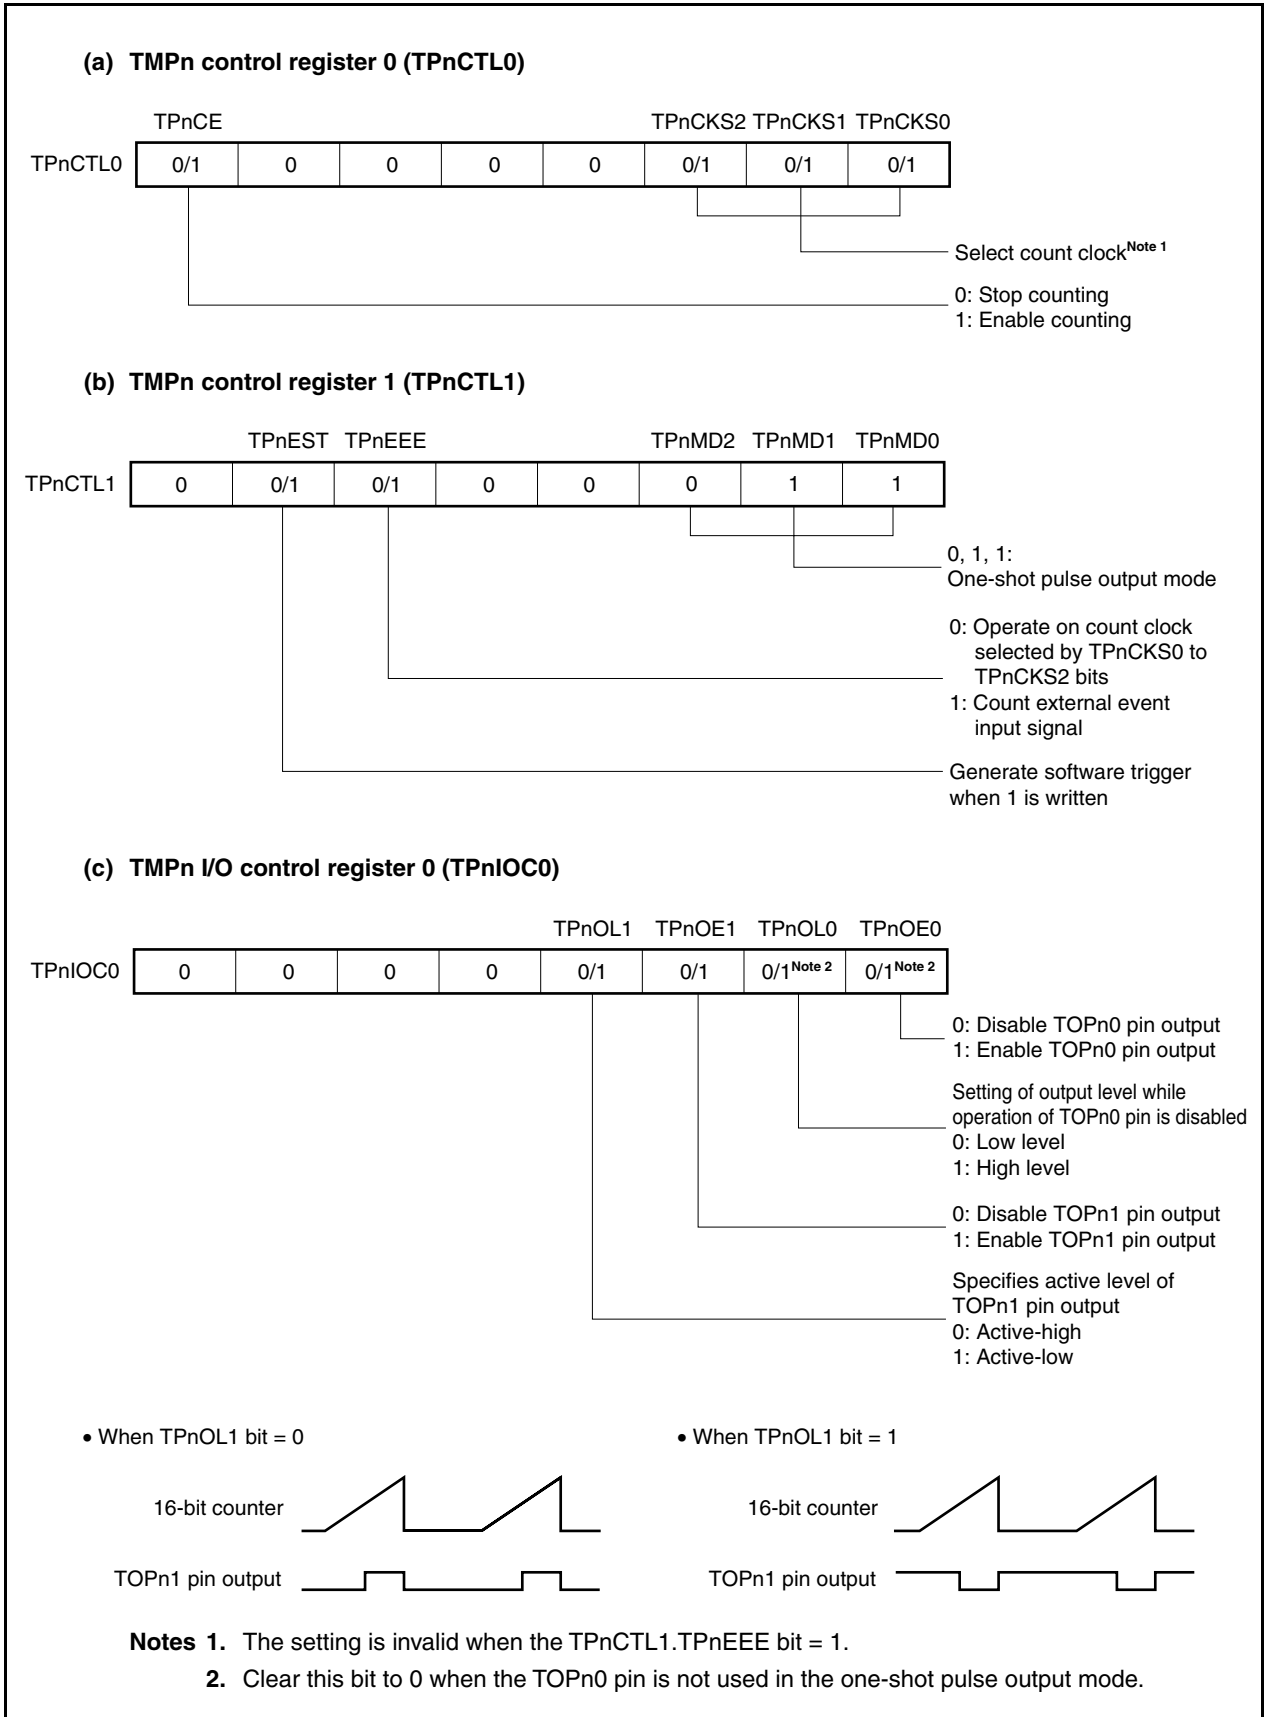 (a) TMPn control register 0 (TPnCTL0)
TPnCE TPnCKS2 TPnCKS1 TPnCKS0
TPnCTL0 0/1 0 0 0 0 0/1 0/1 0/1
Select count clock Note 1
0: Stop counting
1: Enable counting
(b) TMPn control register 1 (TPnCTL1)
TPnEST TPnEEE TPnMD2 TPnMD1 TPnMD0
TPnCTL1 0 0/1 0/1 0 0 0 1 1
0, 1, 1:
One-shot pulse output mode
0: Operate on count clock
selected by TPnCKS0 to
TPnCKS2 bits
1: Count external event
input signal
Generate software trigger
when 1 is written
(c) TMPn I/O control register 0 (TPnIOC0)
TPnOL1 TPnOE1 TPnOL0 TPnOE0
TPnIOC0 0 0 0 0 0/1 0/1 0/1 Note 2 0/1 Note 2
0: Disable TOPn0 pin output
1: Enable TOPn0 pin output
Setting of output level while
operation of TOPn0 pin is disabled
0: Low level
1: High level
0: Disable TOPn1 pin output
1: Enable TOPn1 pin output
Specifies active level of
TOPn1 pin output
0: Active-high
1: Active-low
• When TPnOL1 bit = 0 • When TPnOL1 bit = 1
16-bit counter 16-bit counter
TOPn1 pin output TOPn1 pin output
Notes 1. The setting is invalid when the TPnCTL1.TPnEEE bit = 1.
2. Clear this bit to 0 when the TOPn0 pin is not used in the one-shot pulse output mode.